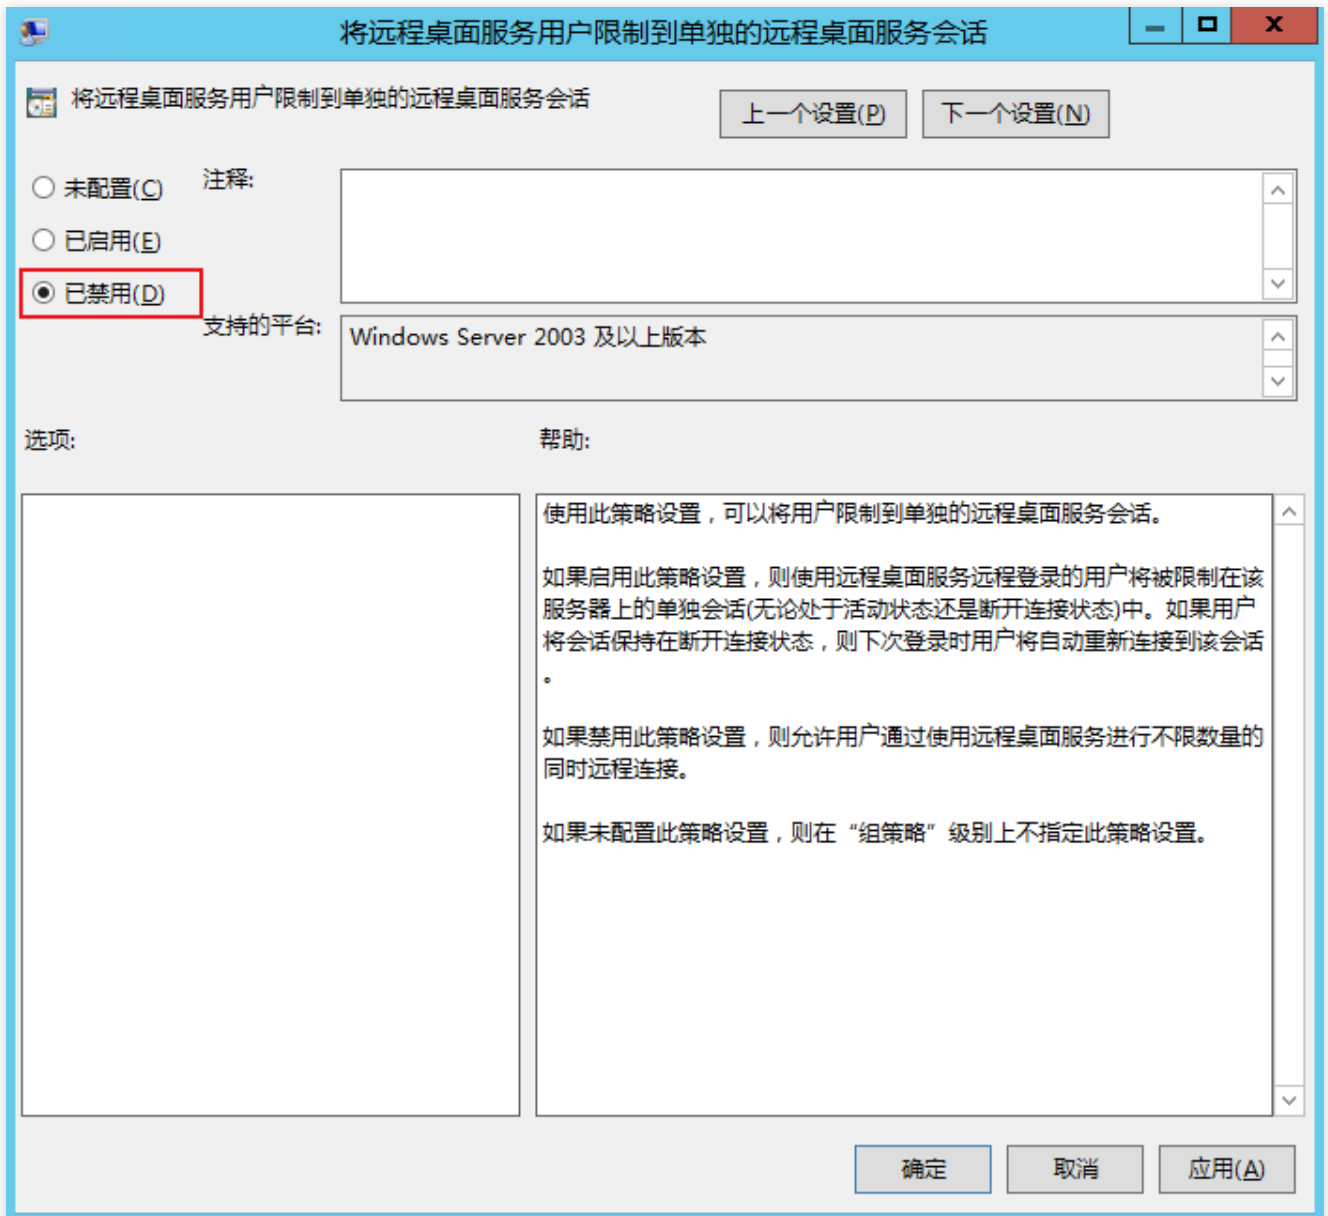 将远程桌面服务用户限制到单独的远程桌面服务会话
将远程桌面服务用户限制到单独的远程桌面服务会话
上一个设置(P)
下一个设置(N)
未配置(C)
注释:
已启用(E)
已禁用(D)
支持的平台:
Windows Server 2003 及以上版本
选项:
帮助:
使用此策略设置，可以将用户限制到单独的远程桌面服务会话。
如果启用此策略设置，则使用远程桌面服务远程登录的用户将被限制在该
服务器上的单独会话(无论处于活动状态还是断开连接状态)中。如果用户
将会话保持在断开连接状态，则下次登录时用户将自动重新连接到该会话
。
如果禁用此策略设置，则允许用户通过使用远程桌面服务进行不限数量的
同时远程连接。
如果未配置此策略设置，则在“组策略”级别上不指定此策略设置。
确定
取消
应用(A)